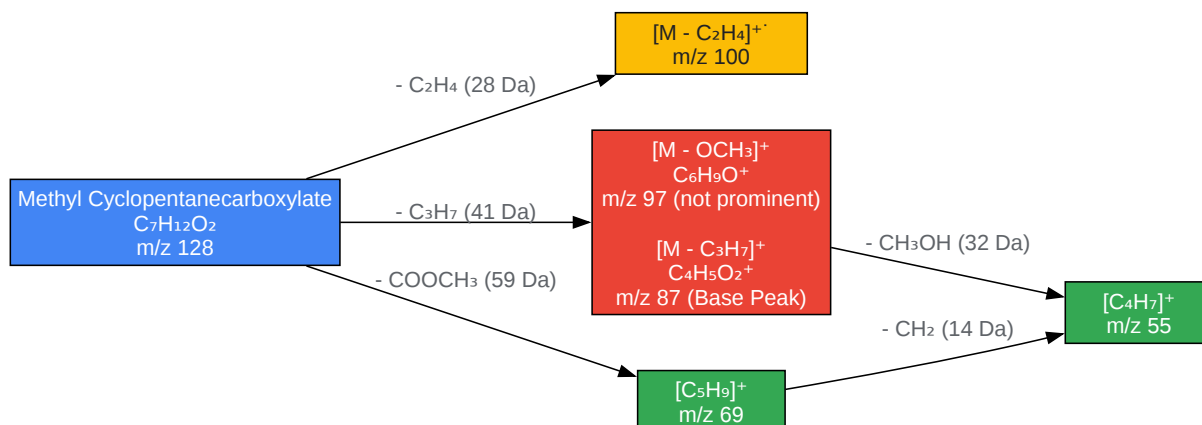 [M - C₂H₄]⁺˙
m/z 100
- C₂H₄ (28 Da)
Methyl Cyclopentanecarboxylate
C₇H₁₂O₂
m/z 128
- C₃H₇ (41 Da)
- COOCH₃ (59 Da)
[M - OCH₃]⁺
C₆H₉O⁺
m/z 97 (not prominent)
[M - C₃H₇]⁺
C₄H₅O₂⁺
m/z 87 (Base Peak)
- CH₃OH (32 Da)
- CH₂ (14 Da)
[C₄H₇]⁺
m/z 55
[C₅H₉]⁺
m/z 69